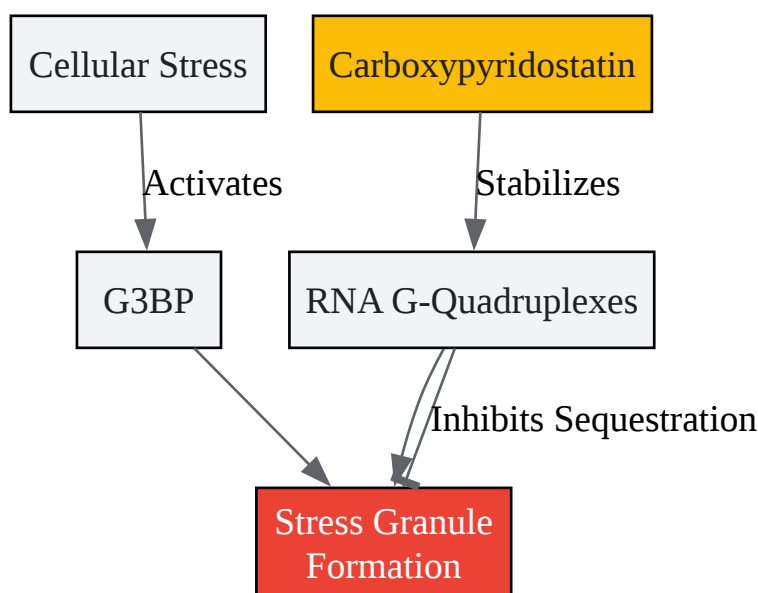 Cellular Stress
Carboxypyridostatin
Activates
Stabilizes
G3BP
RNA G-Quadruplexes
Inhibits Sequestration
Stress Granule
Formation